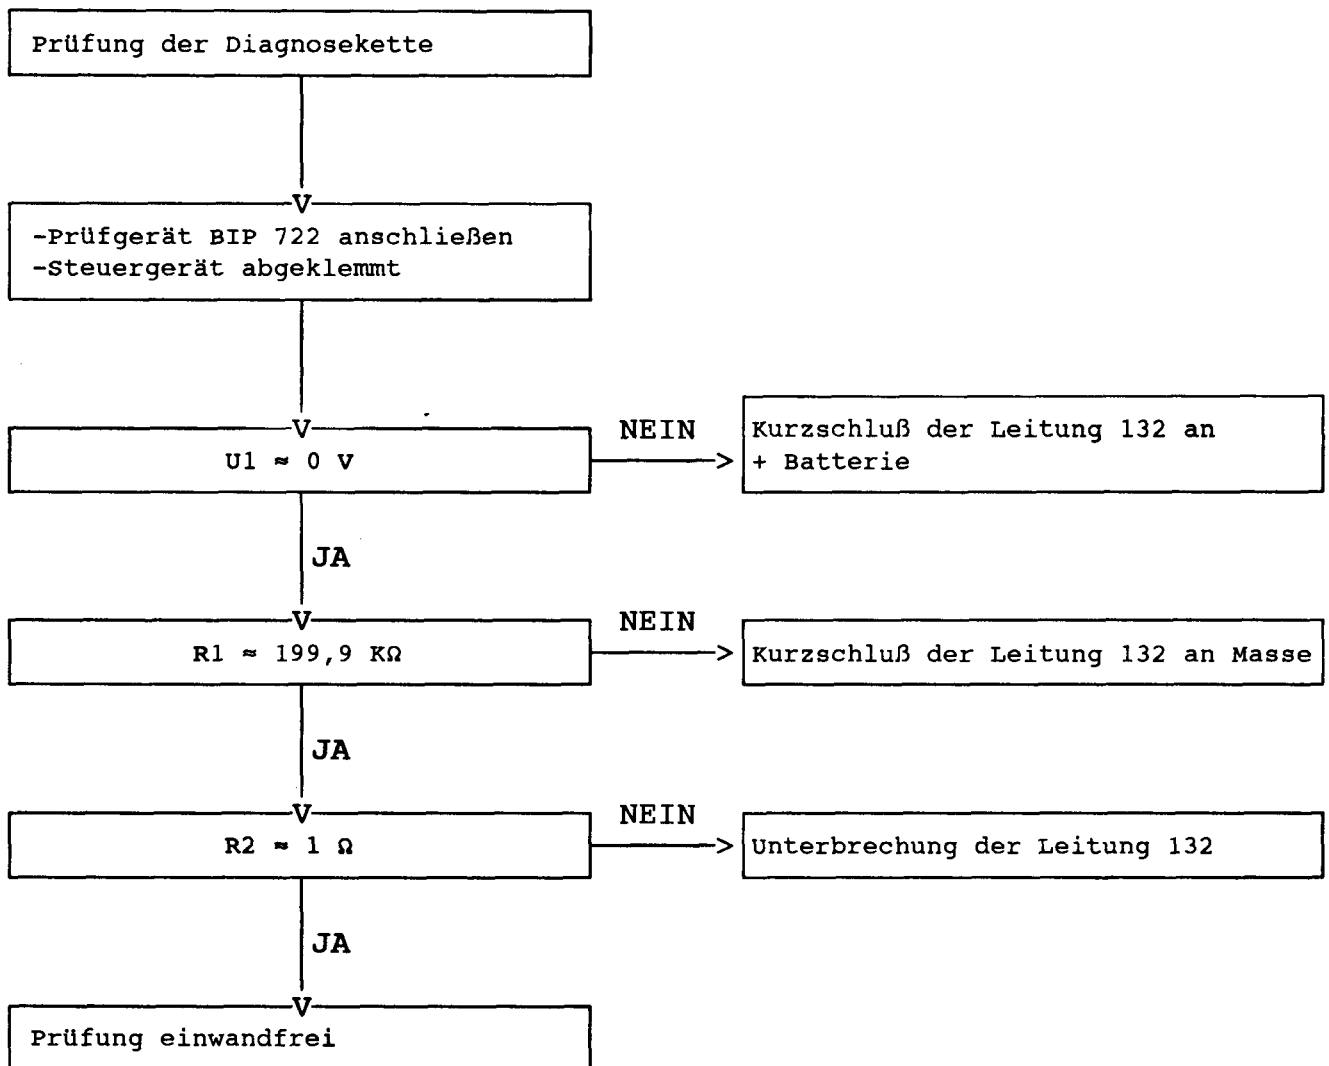 Prüfung der Diagnosekette
-Prüfgerät BIP 722 anschließen
-Steuergerät abgeklemmt
U1 ≈ 0 V
NEIN
Kurzschluß der Leitung 132 an
+ Batterie
JA
R1 ≈ 199,9 KΩ
NEIN
Kurzschluß der Leitung 132 an Masse
JA
R2 ≈ 1 Ω
NEIN
Unterbrechung der Leitung 132
JA
Prüfung einwandfrei